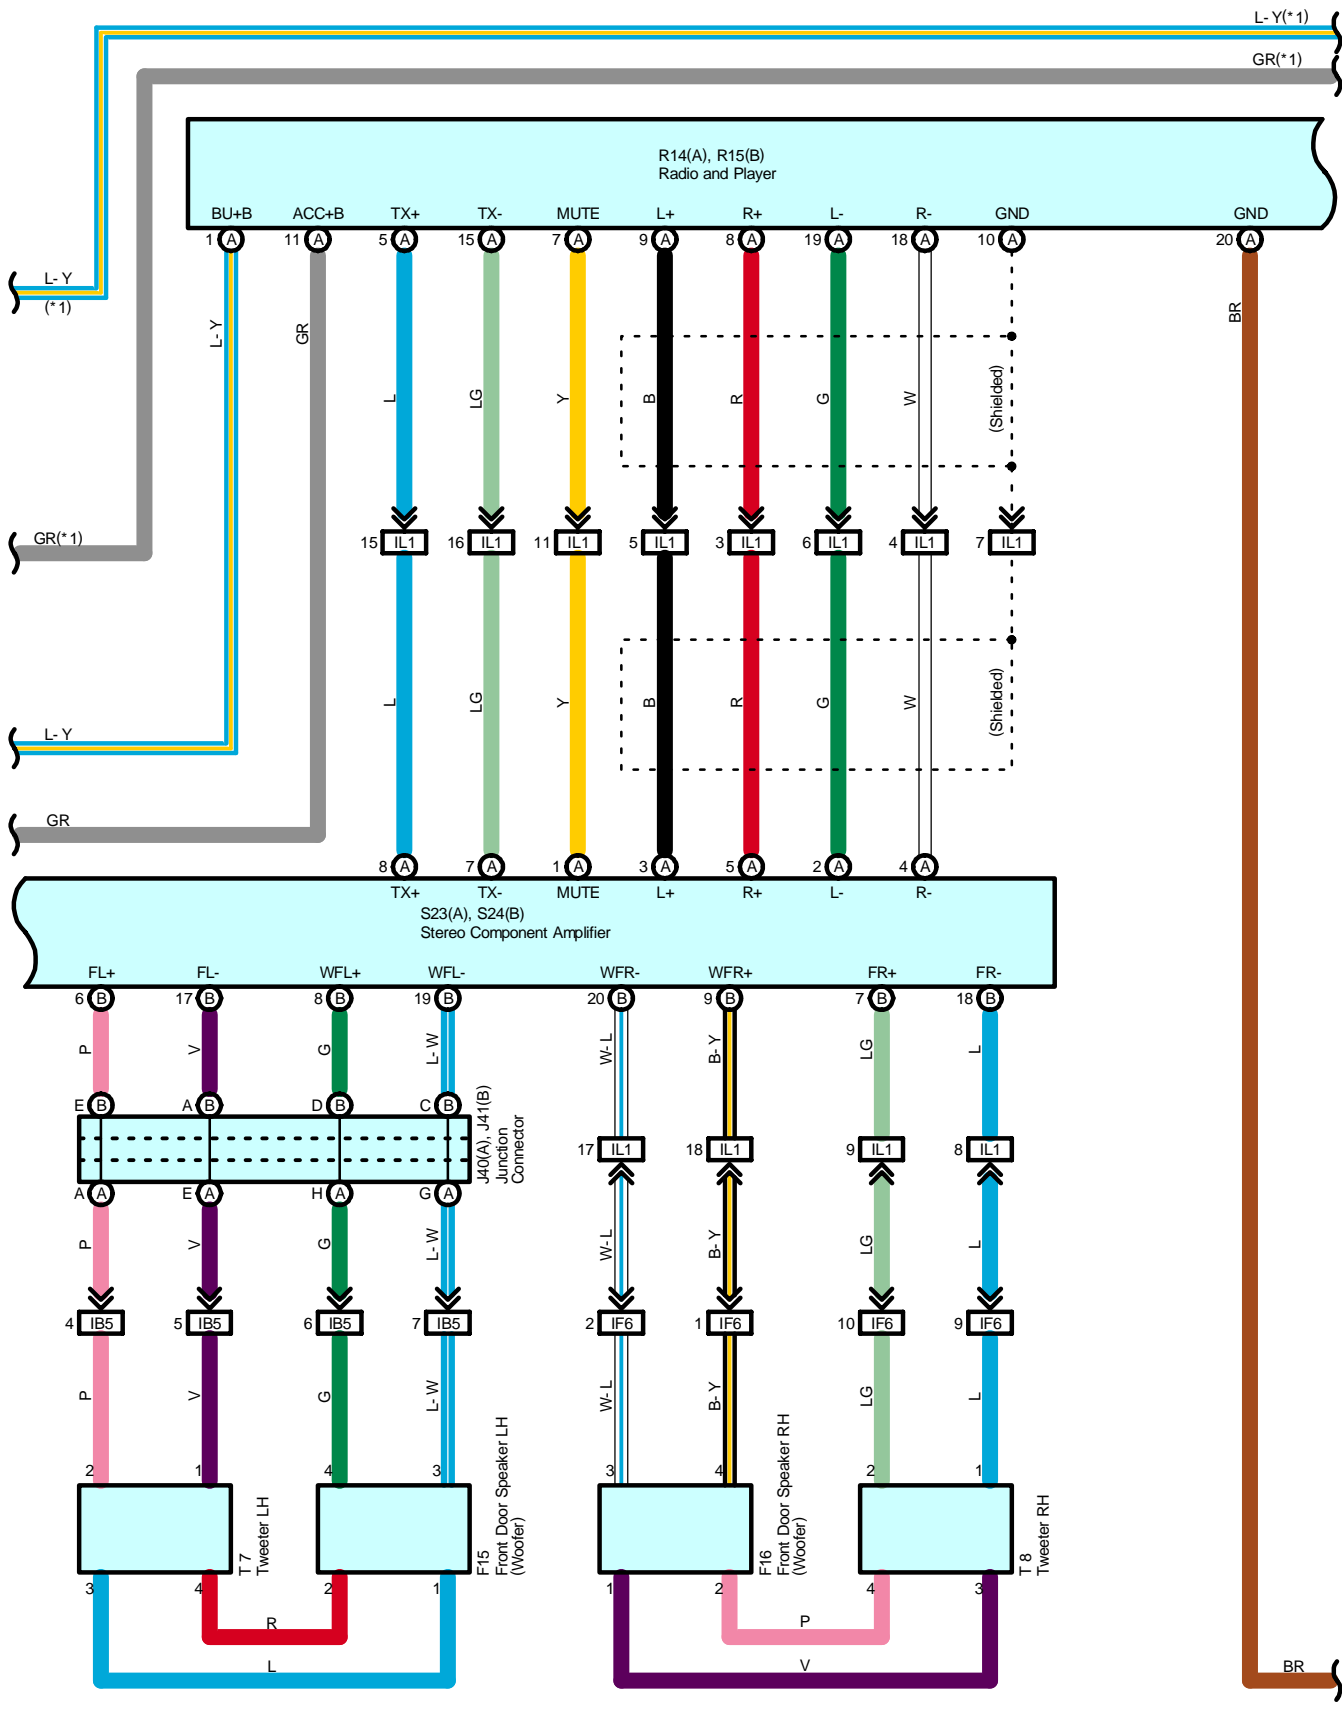 L- Y(*1)
GR(*1)
R14(A), R15(B)
Radio and Player
BU+B ACC+B TX+ TX- MUTE L+ R+ L- R- GND GND
1 A 11 A 5 A 15 A 7 A 9 A 8 A 19 A 18 A 10 A 20 A
L- Y
(*1)
L- Y GR BR
L LG Y B R G W (Shielded)
GR(*1)
15 IL1 16 IL1 11 IL1 5 IL1 3 IL1 6 IL1 4 IL1 7 IL1
L LG Y B R G W (Shielded)
L- Y
GR
8 A 7 A 1 A 3 A 5 A 2 A 4 A
TX+ TX- MUTE L+ R+ L- R-
S23(A), S24(B)
Stereo Component Amplifier
FL+ FL- WFL+ WFL- WFR- WFR+ FR+ FR-
6 B 17 B 8 B 19 B 20 B 9 B 7 B 18 B
P V G L- W W- L B- Y LG L
E B A B D B C B
J40(A), J41(B)
Junction
Connector
17 IL1 18 IL1 9 IL1 8 IL1
A A E A H A G A
P V G L- W W- L B- Y LG L
4 IB5 5 IB5 6 IB5 7 IB5 2 IF6 1 IF6 10 IF6 9 IF6
P V G L- W W- L B- Y LG L
2 1 4 3 3 4 2 1
T 7
Tweeter LH
F15
Front Door Speaker LH
(Woofer)
F16
Front Door Speaker RH
(Woofer)
T 8
Tweeter RH
3 4 2 1 1 2 4 3
R P
L V BR